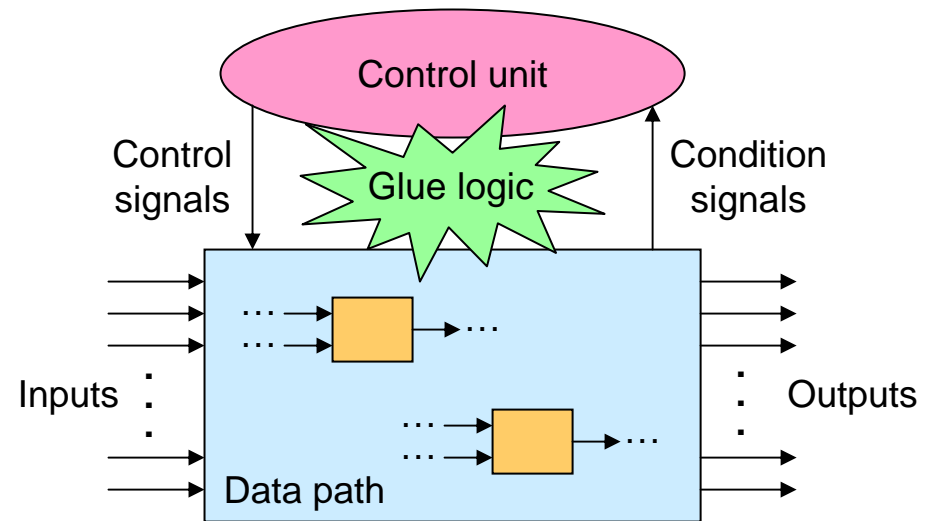 Control unit
Control
signals
Glue logic
Condition
signals
...
...
...
Inputs
...
...
Outputs
...
...
...
Data path